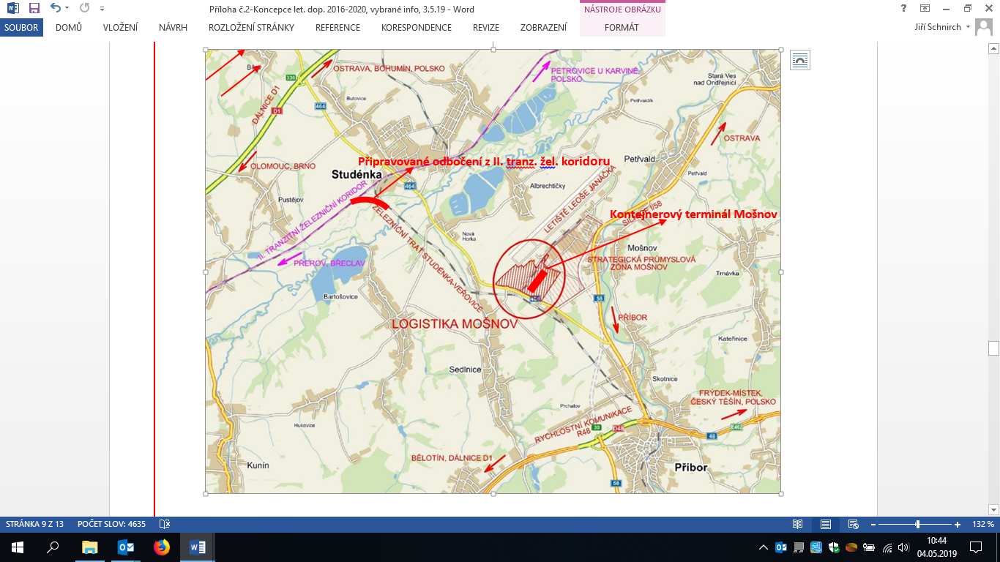 Příloha č.2-Koncepce let. dop. 2016-2020, vybrané info, 3.5.19 - Word
NÁSTROJE OBRÁZKU
?
SOUBOR DOMŮ VLOŽENÍ NÁVRH ROZLOŽENÍ STRÁNKY REFERENCE KORESPONDENCE REVIZE ZOBRAZENÍ FORMÁT
Jiří Schnirch
OSTRAVA, BOHUMÍN, POLSKO
PETROVICE U KARVINÉ,
POLSKO
Stará Ves
nad Ondřejnicí
336
DÁLNICE D1
D1
464
Butovice
Petřvaldík
OSTRAVA
OLOMOUC, BRNO
Připravované odbočení z II. tranz. žel. koridoru
Petřvald
Studénka
464
Albrechtičky
Petřvald
Pustějov
II. TRANZITNÍ ŽELEZNIČNÍ KORIDOR
ŽELEZNIČNÍ TRAŤ STUDÉNKA-VEŘOVICE
LETIŠTĚ LEOŠE JANÁČKA
SILNICE I/58
Kontejnerový terminál Mošnov
Nová
Horka
Mošnov
PŘEROV, BŘECLAV
STRATEGICKÁ PRŮMYSLOVÁ
ZÓNA MOŠNOV
Trnávka
Bartošovice
464
58
LOGISTIKA MOŠNOV
PŘÍBOR
Kateřinice
Sedlnice
Skotnice
FRÝDEK-MÍSTEK,
ČESKÝ TĚŠÍN, POLSKO
Prchalov
RYCHLOSTNÍ KOMUNIKACE
R48
30
D48
E462
48
Hukovice
BĚLOTÍN, DÁLNICE D1
Kunín
Příbor
58
STRÁNKA 9 Z 13 POČET SLOV: 4635
132 %
10:44
04.05.2019